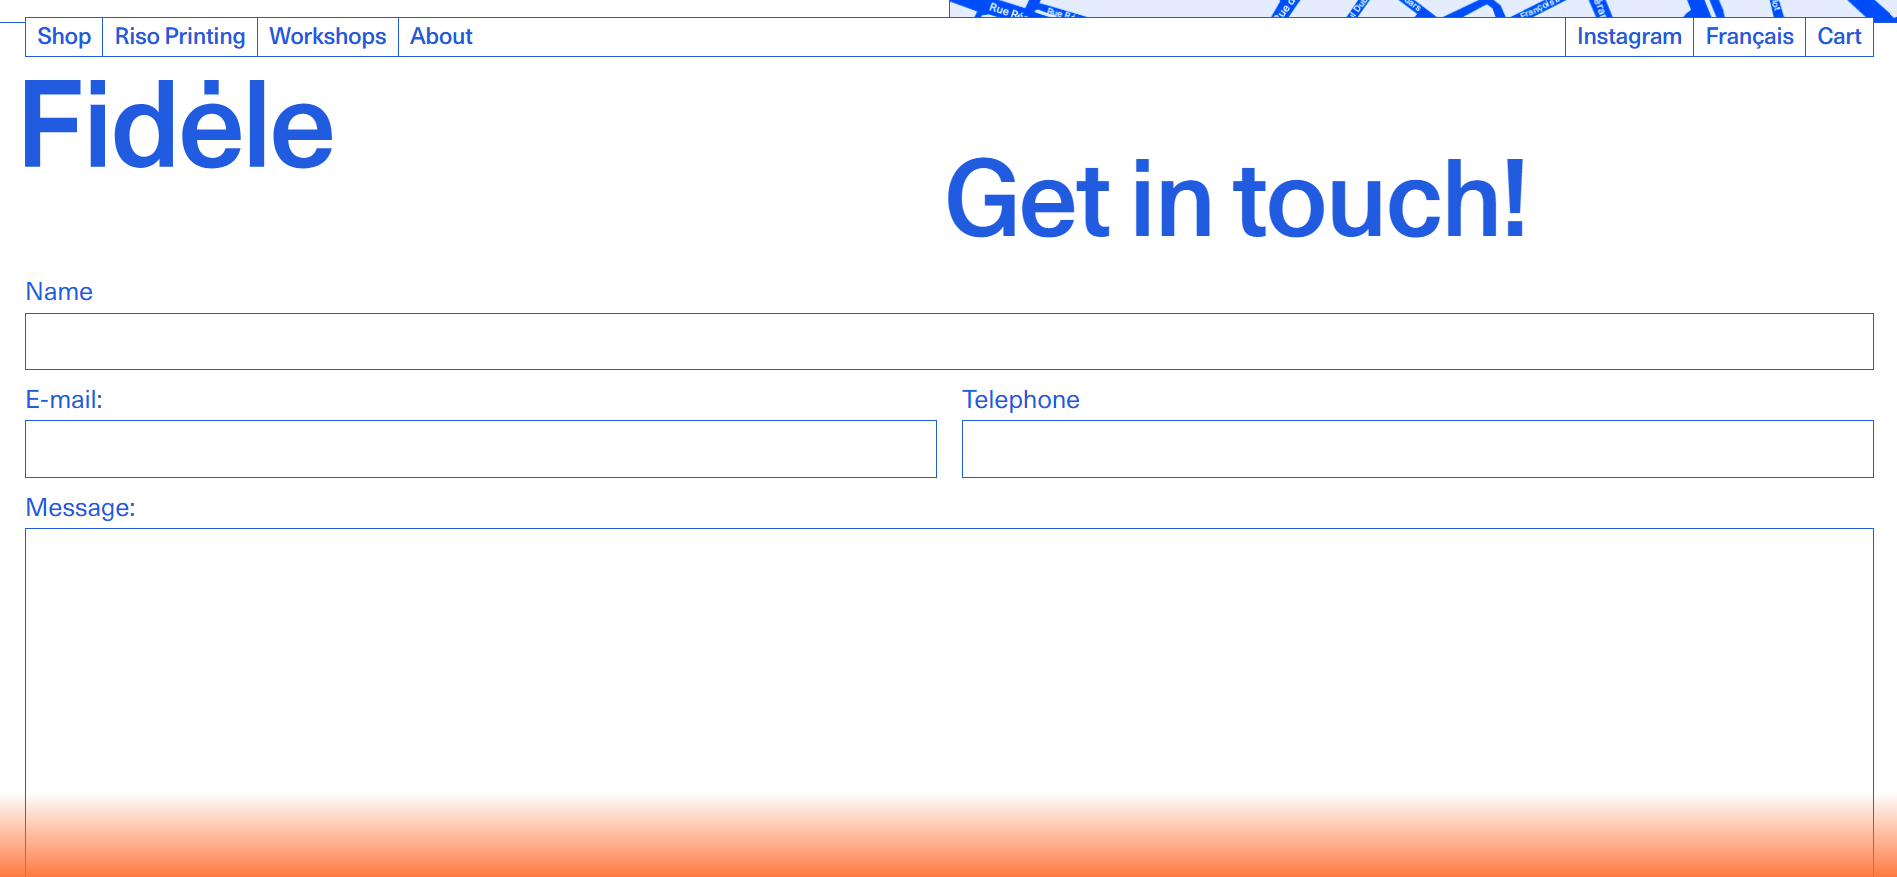 Shop Riso Printing Workshops About Instagram Français Cart
Fidėle
Get in touch!
Name
E-mail: Telephone
Message: